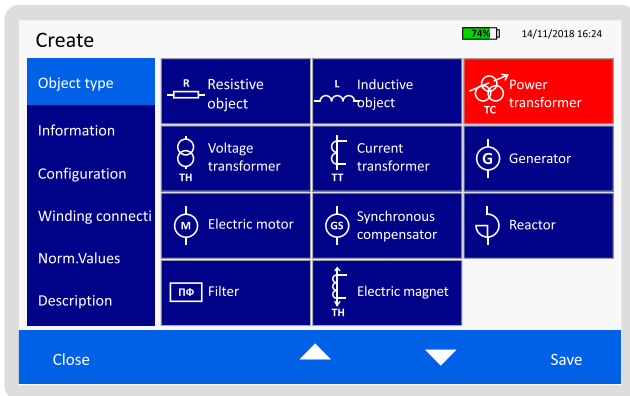 Create
74%
14/11/2018 16:24
Object type
Information
Configuration
Winding connecti
Norm.Values
Description
R
Resistive
object
L
Inductive
object
TC
Power
transformer
TH
Voltage
transformer
TT
Current
transformer
G
Generator
M
Electric motor
GS
Synchronous
compensator
Reactor
ПФ
Filter
TH
Electric magnet
Close
Save